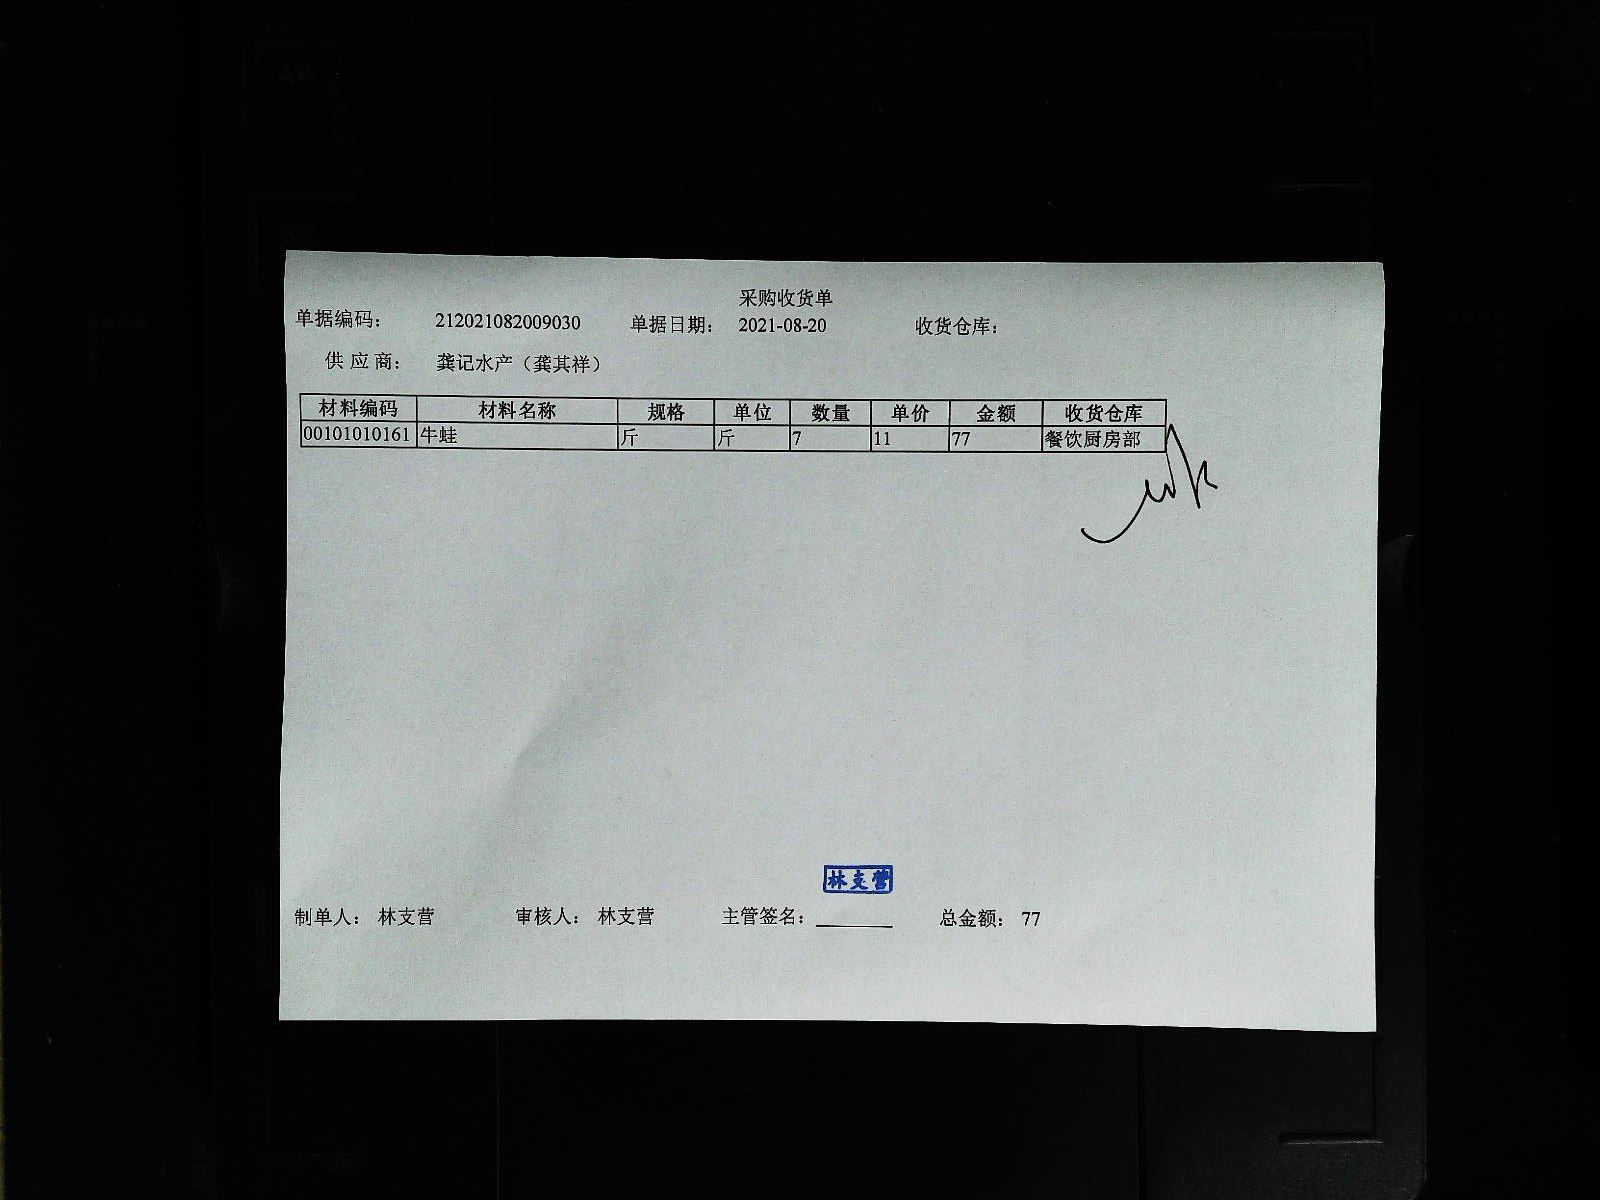 采购收货单
单据编码： 212021082009030 单据日期： 2021-08-20 收货仓库：
供应商： 龚记水产（龚其祥）
材料编码 材料名称 规格 单位 数量 单价 金额 收货仓库
00101010161 牛蛙 斤 斤 7 11 77 餐饮厨房部
林支营
制单人： 林支营 审核人： 林支营 主管签名： 总金额： 77